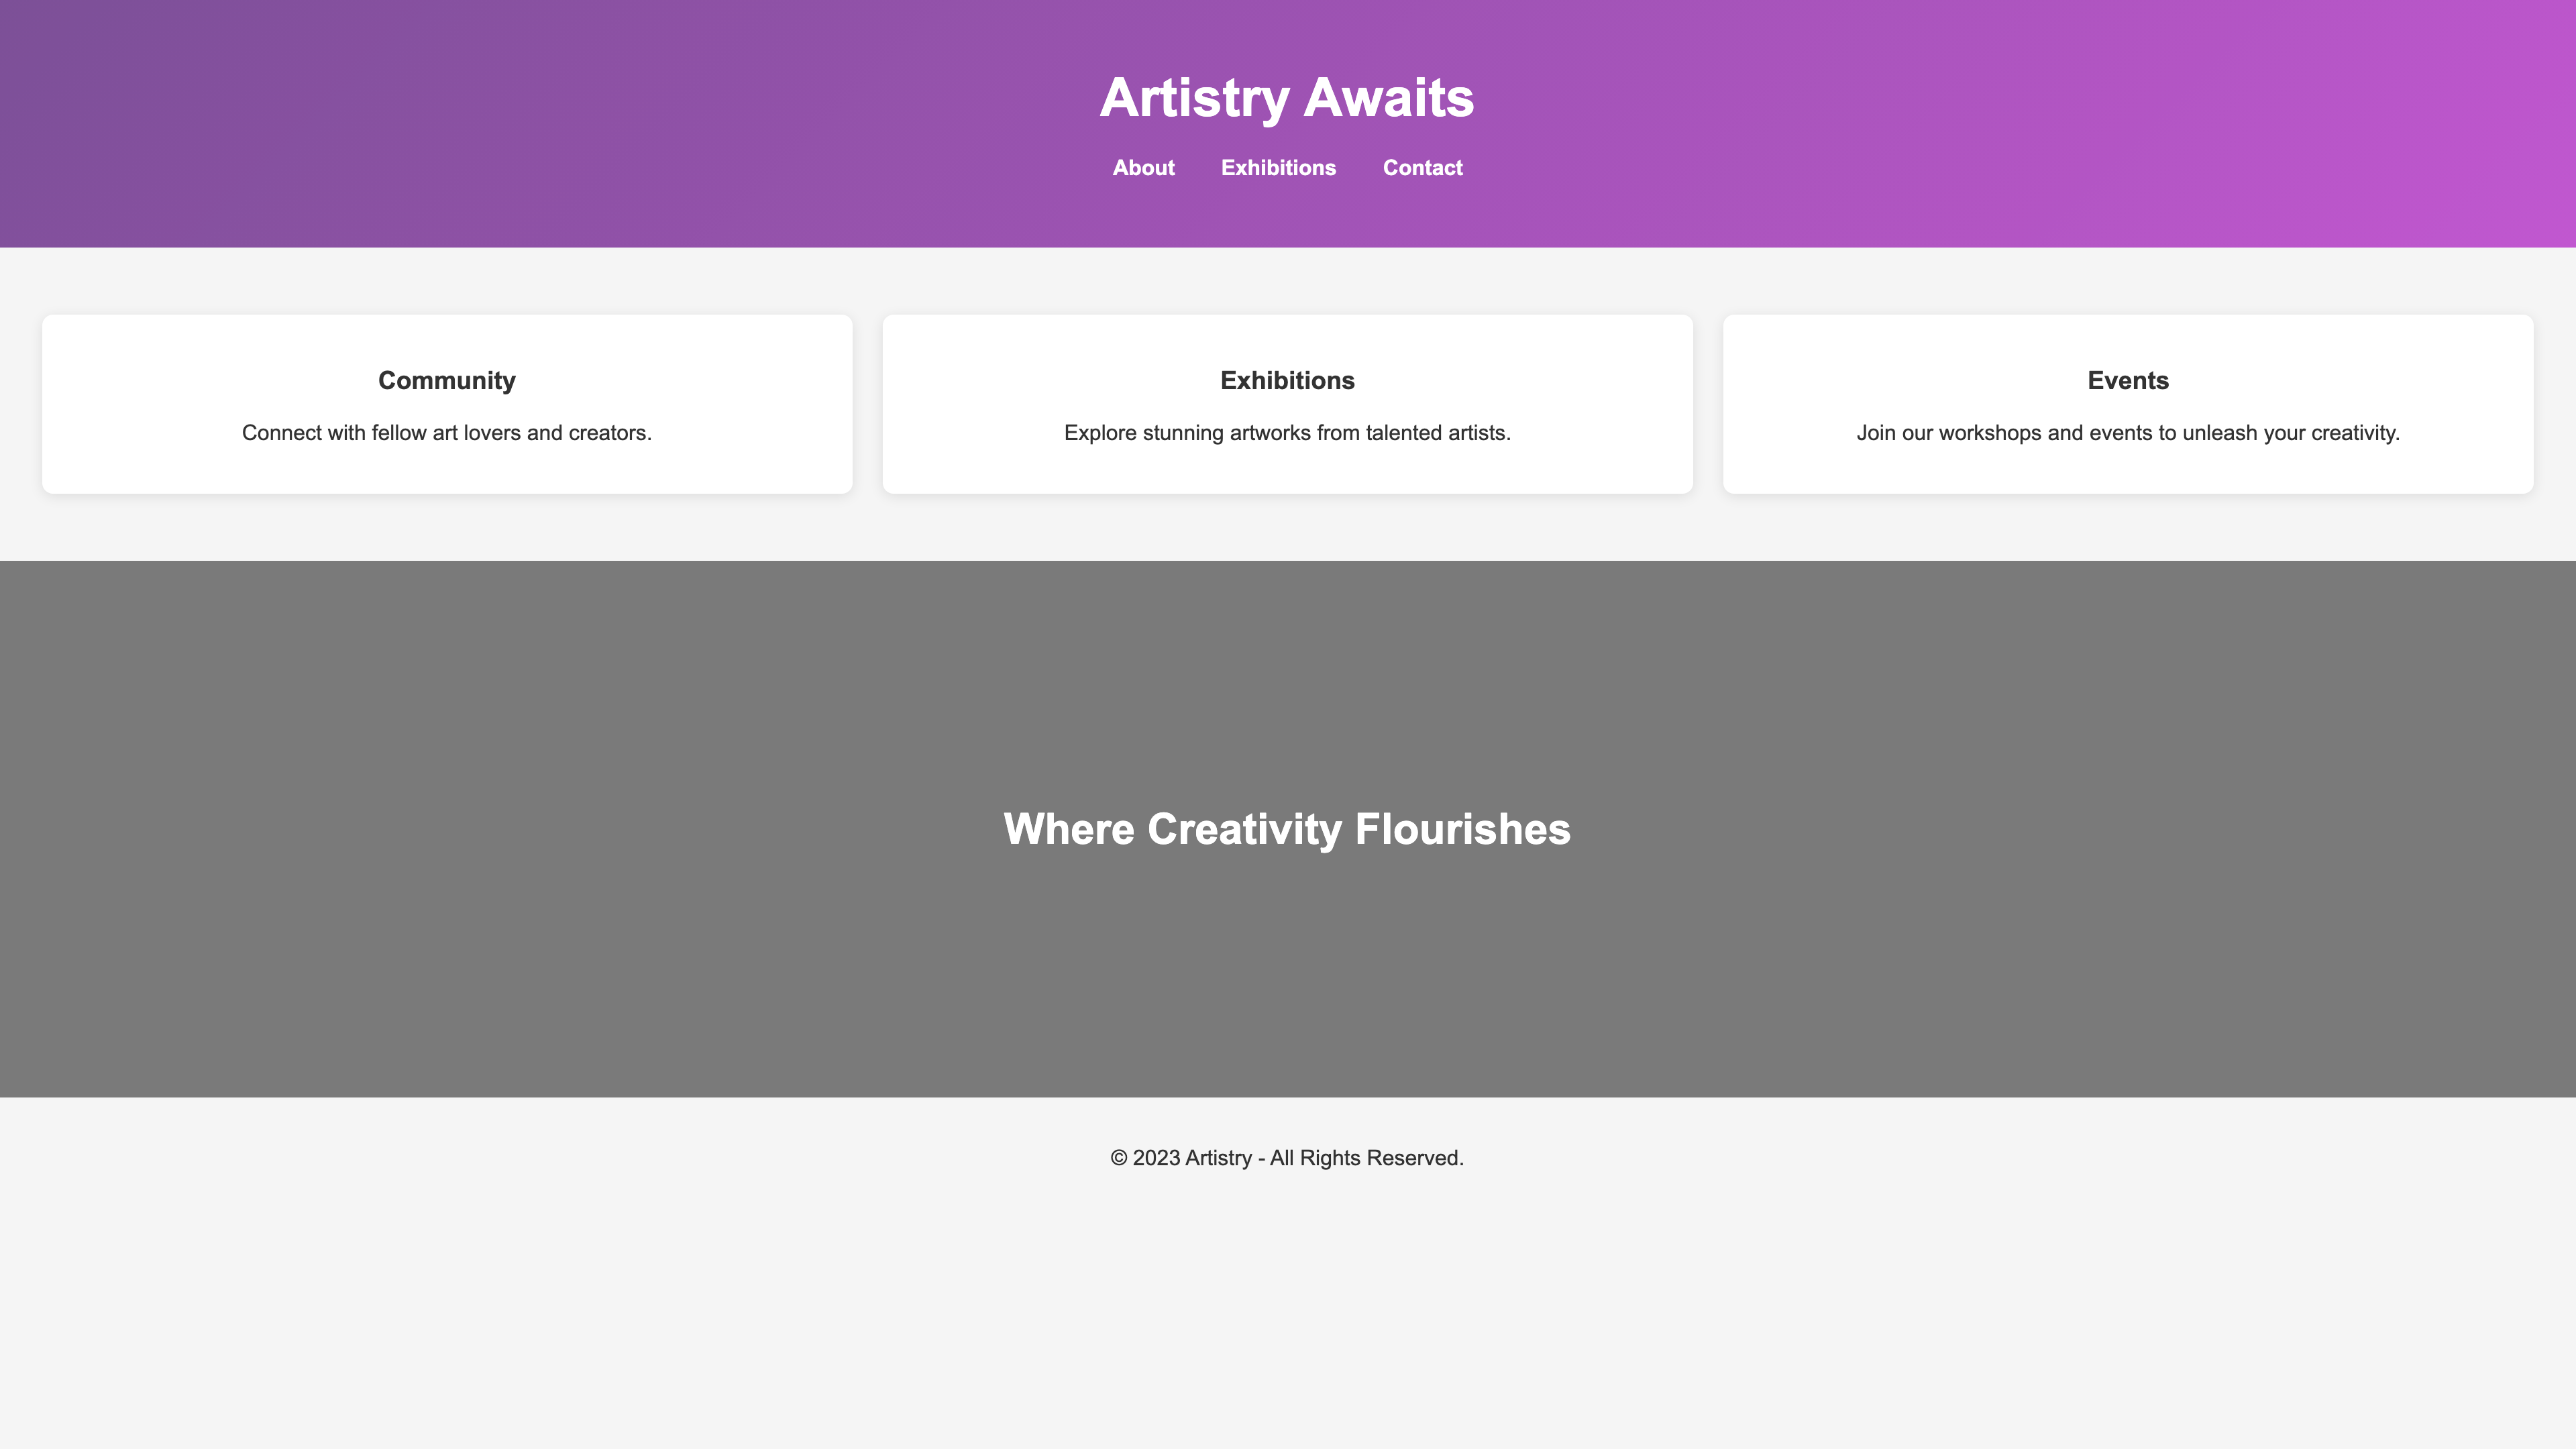 Artistry Awaits
About Exhibitions Contact
Community
Connect with fellow art lovers and creators.
Exhibitions
Explore stunning artworks from talented artists.
Events
Join our workshops and events to unleash your creativity.
Where Creativity Flourishes
© 2023 Artistry - All Rights Reserved.